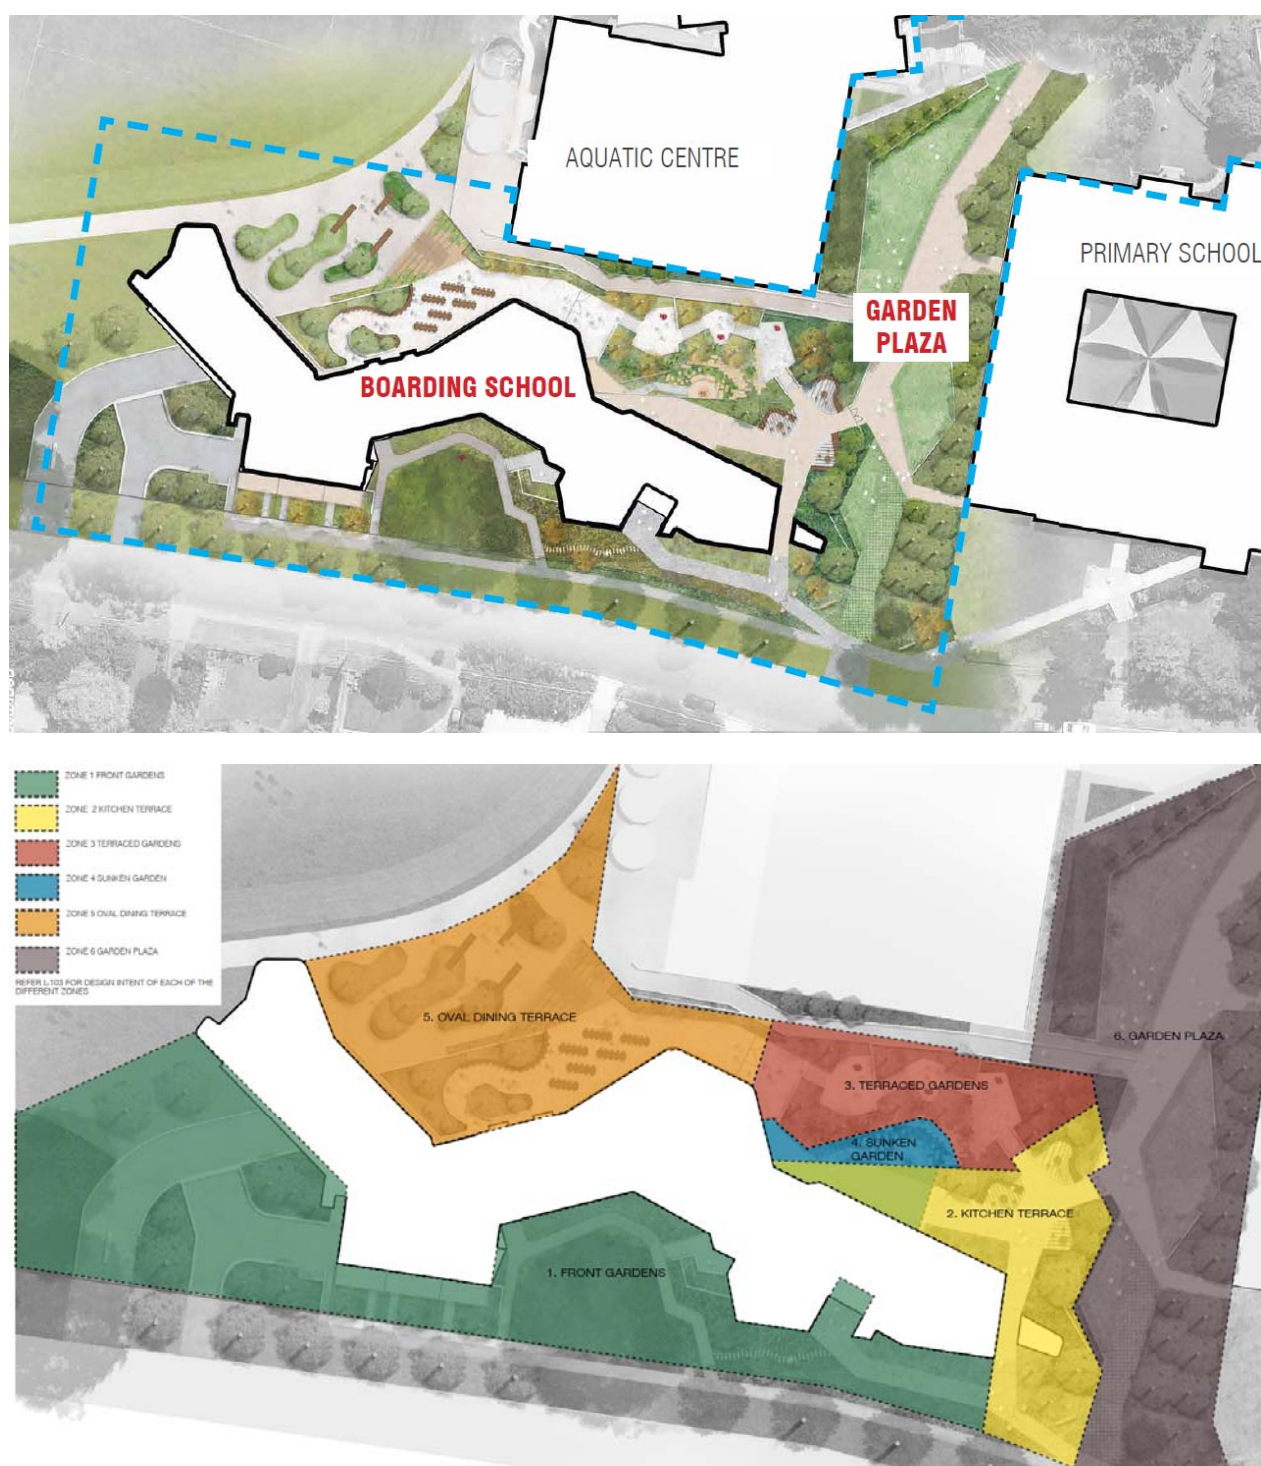 AQUATIC CENTRE
PRIMARY SCHOOL
GARDEN
PLAZA
BOARDING SCHOOL
ZONE 1 FRONT GARDENS
ZONE 2 KITCHEN TERRACE
ZONE 3 TERRACED GARDENS
ZONE 4 SUNKEN GARDEN
ZONE 5 OVAL DINING TERRACE
ZONE 6 GARDEN PLAZA
REFER L-103 FOR DESIGN INTENT OF EACH OF THE
DIFFERENT ZONES
5. OVAL DINING TERRACE
6. GARDEN PLAZA
3. TERRACED GARDENS
4. SUNKEN
GARDEN
2. KITCHEN TERRACE
1. FRONT GARDENS